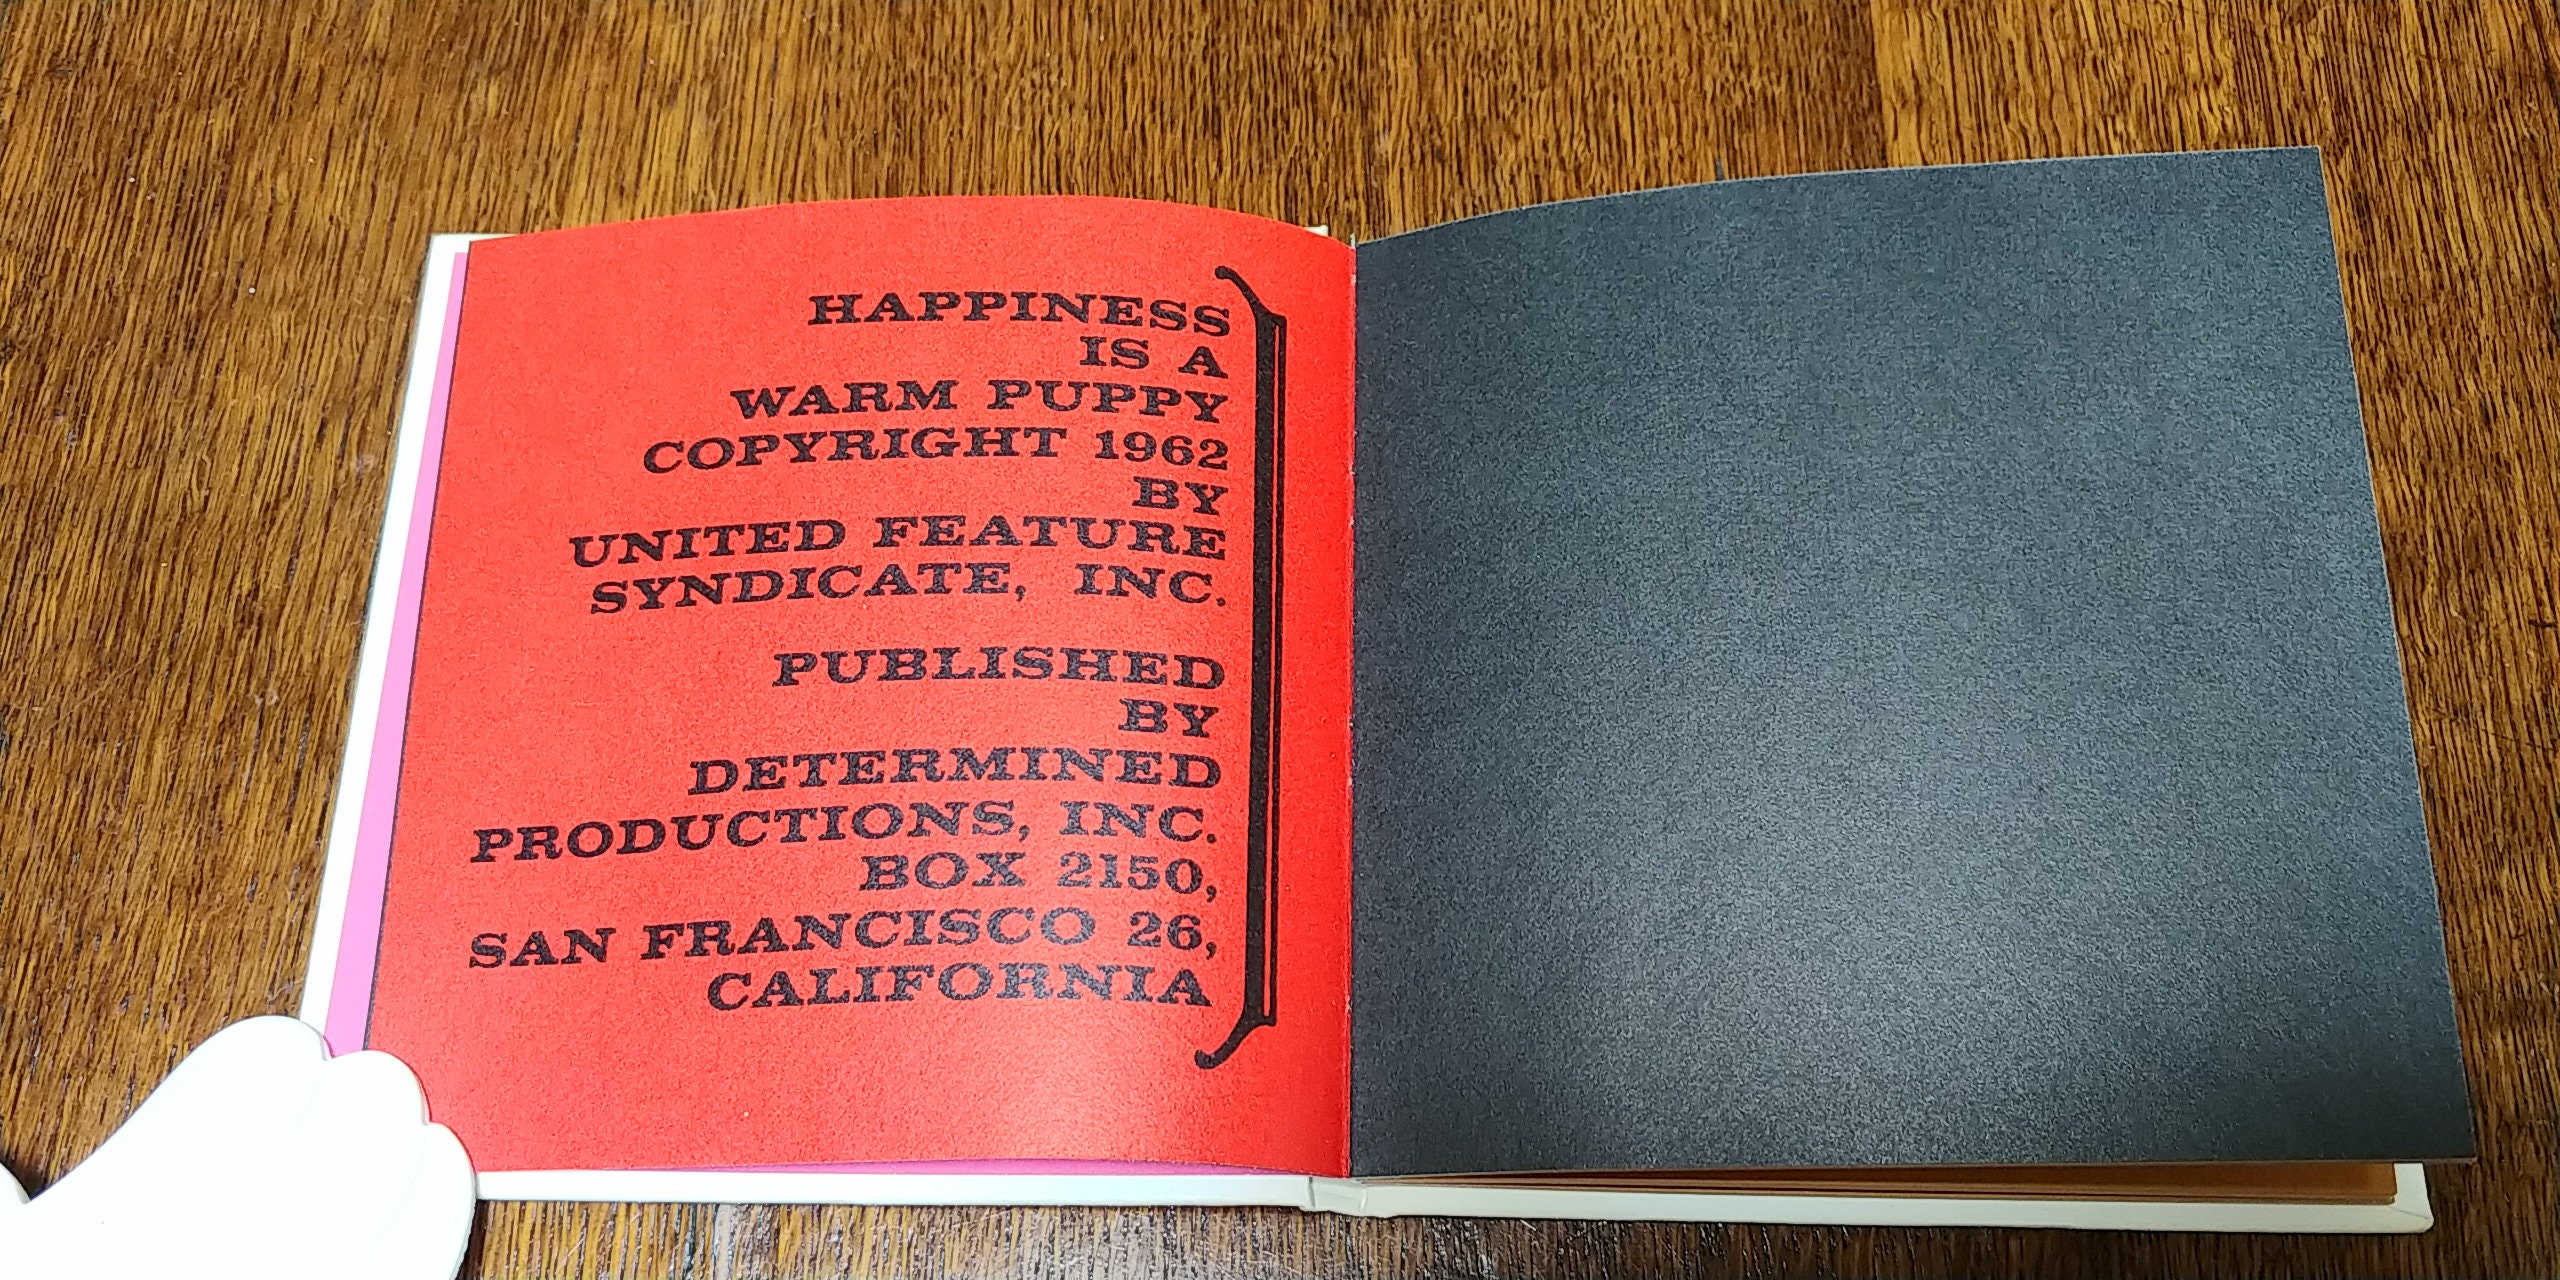 HAPPINESS
IS A
WARM PUPPY
COPYRIGHT 1962
BY
UNITED FEATURE
SYNDICATE, INC.
PUBLISHED
BY
DETERMINED
PRODUCTIONS, INC.
BOX 2150,
SAN FRANCISCO 26,
CALIFORNIA